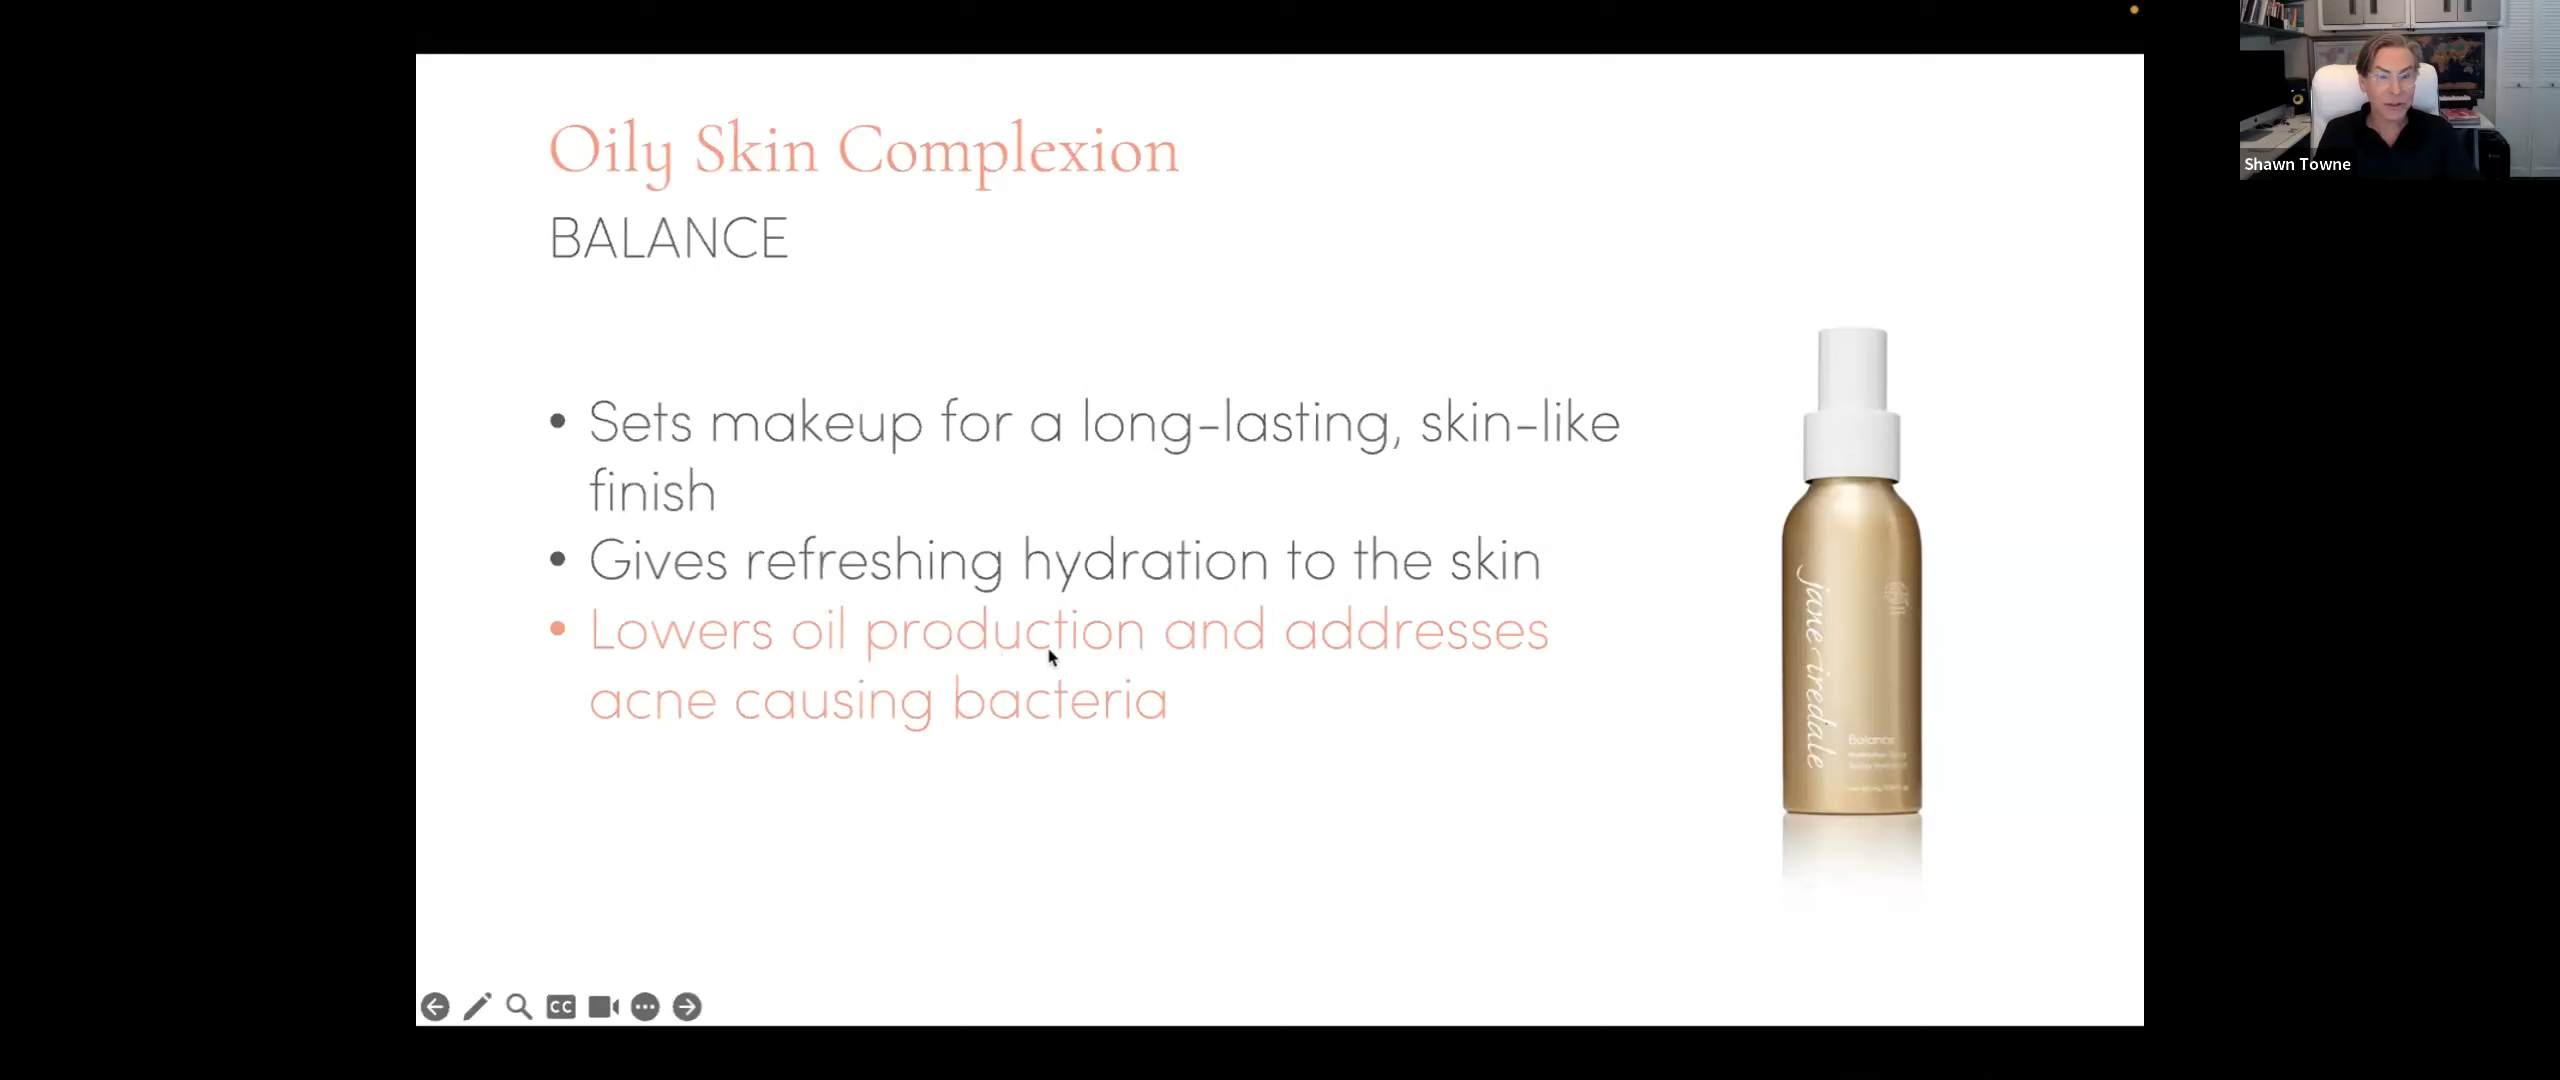 Oily Skin Complexion
BALANCE
• Sets makeup for a long-lasting, skin-like
finish
• Gives refreshing hydration to the skin
• Lowers oil production and addresses
acne causing bacteria
jane iredale
Balance
CC
Shawn Towne